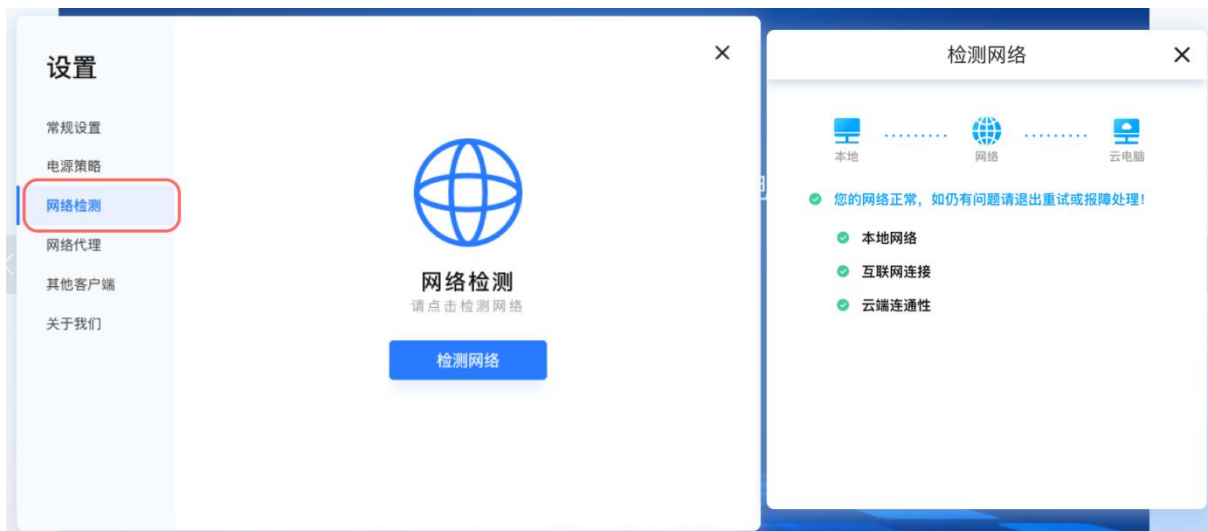 设置
常规设置
电源策略
网络检测
网络代理
其他客户端
关于我们
网络检测
请点击检测网络
检测网络
检测网络
本地
网络
云电脑
您的网络正常，如仍有问题请退出重试或报障处理！
本地网络
互联网连接
云端连通性